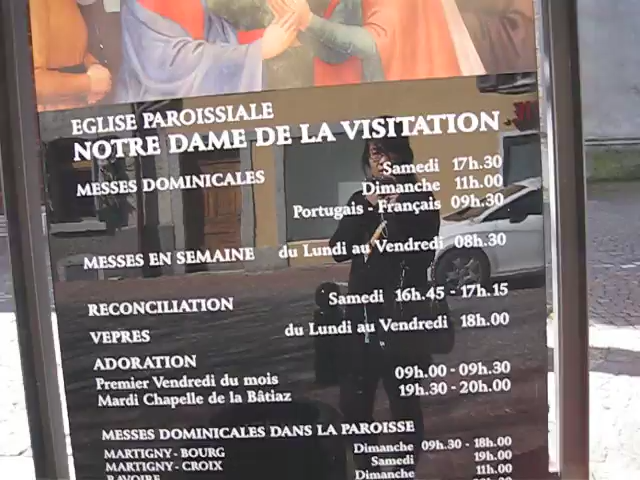 EGLISE PAROISSIALE
NOTRE DAME DE LA VISITATION
MESSES DOMINICALES Samedi 17h.30
Dimanche 11h.00
Portugais - Français 09h.30
MESSES EN SEMAINE du Lundi au Vendredi 08h.30
RECONCILIATION Samedi 16h.45 - 17h.15
VEPRES du Lundi au Vendredi 18h.00
ADORATION
Premier Vendredi du mois 09h.00 - 09h.30
Mardi Chapelle de la Bâtiaz 19h.30 - 20h.00
MESSES DOMINICALES DANS LA PAROISSE
MARTIGNY - BOURG Dimanche 09h.30 - 18h.00
MARTIGNY - CROIX Samedi 19h.00
RAVOIRE Dimanche 11h.00